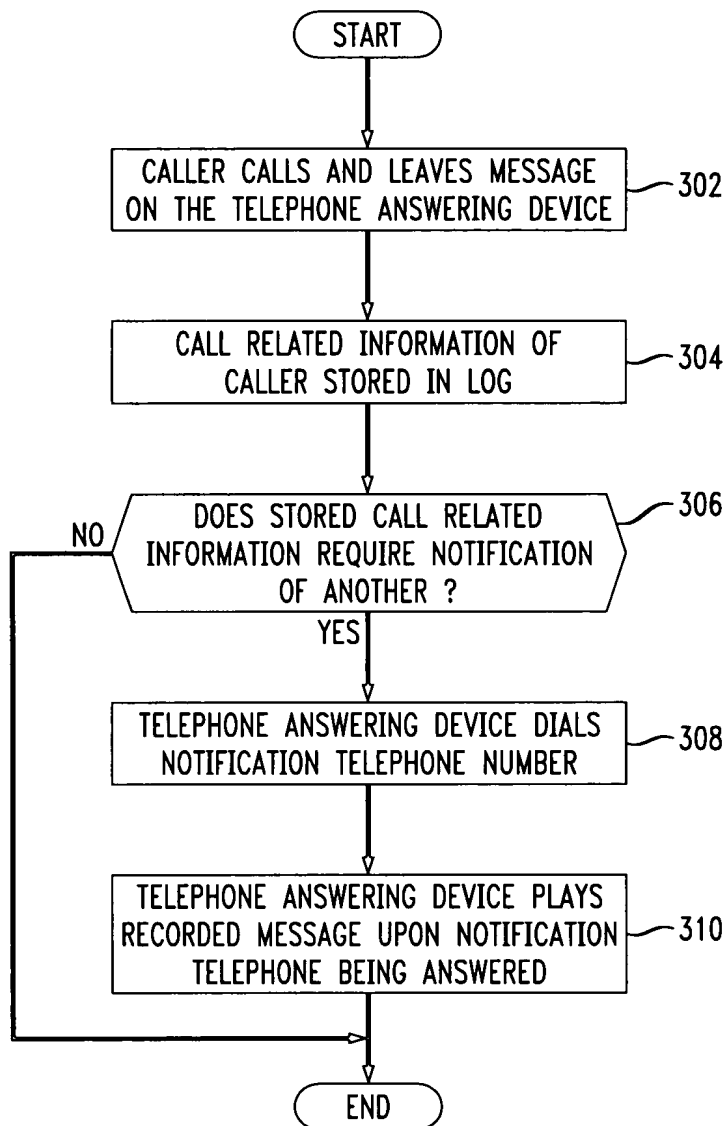 START
CALLER CALLS AND LEAVES MESSAGE
ON THE TELEPHONE ANSWERING DEVICE
302
CALL RELATED INFORMATION OF
CALLER STORED IN LOG
304
DOES STORED CALL RELATED
INFORMATION REQUIRE NOTIFICATION
OF ANOTHER ?
306
NO
YES
TELEPHONE ANSWERING DEVICE DIALS
NOTIFICATION TELEPHONE NUMBER
308
TELEPHONE ANSWERING DEVICE PLAYS
RECORDED MESSAGE UPON NOTIFICATION
TELEPHONE BEING ANSWERED
310
END